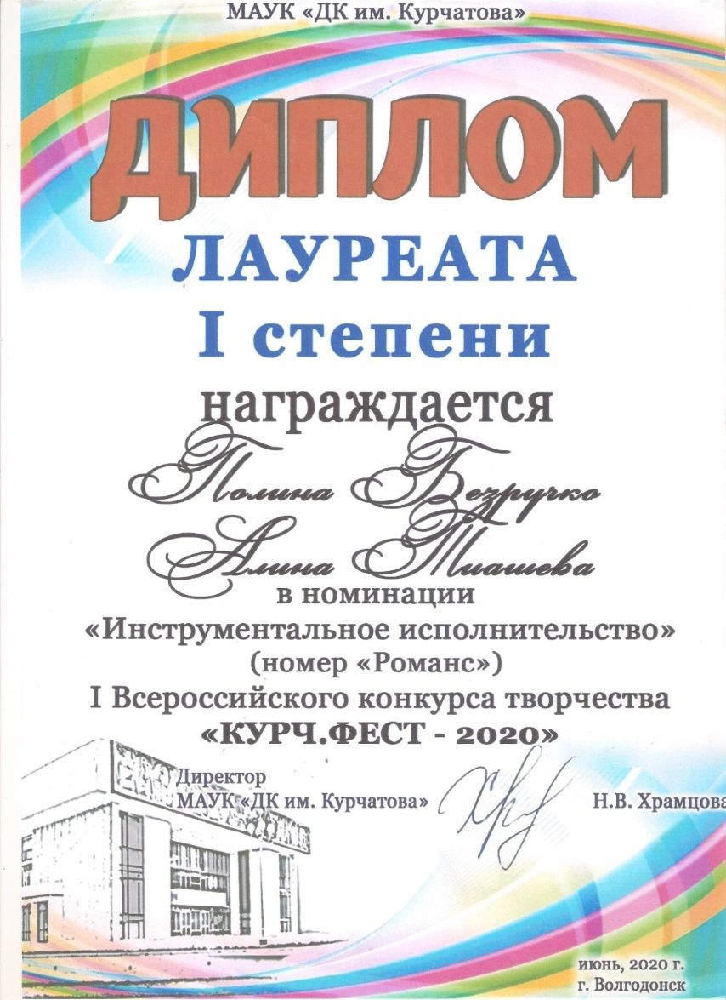 МАУК «ДК им. Курчатова»
ДИПЛОМ
ЛАУРЕАТА
I степени
награждается
Полина Безручко
Алина Тиашева
в номинации
«Инструментальное исполнительство»
(номер «Романс»)
I Всероссийского конкурса творчества
«КУРЧ.ФЕСТ - 2020»
Директор
МАУК «ДК им. Курчатова» Н.В. Храмцова
июнь, 2020 г.
г. Волгодонск